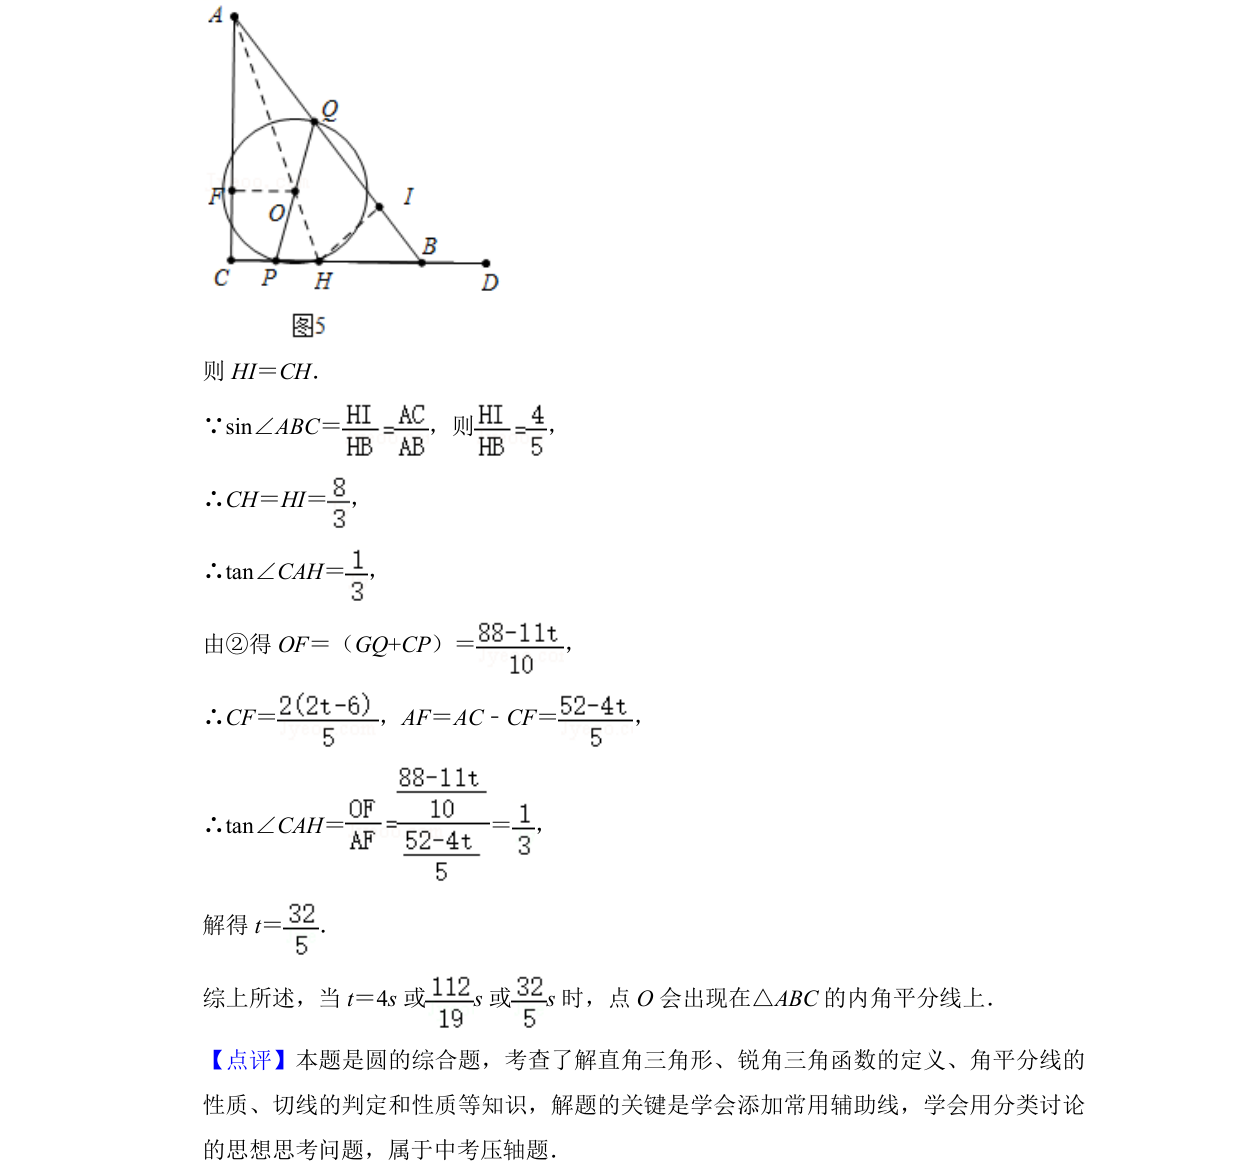 A
Q
F
I
O
B
C
P
H
D
图5
则 HI＝CH．
∵sin∠ABC＝HI/HB=AC/AB，则HI/HB=4/5，
∴CH＝HI＝8/3，
∴tan∠CAH＝1/3，
由②得 OF＝（GQ+CP）＝88-11t/10，
∴CF＝2(2t-6)/5，AF＝AC﹣CF＝52-4t/5，
∴tan∠CAH＝OF/AF=(88-11t/10)/(52-4t/5)＝1/3，
解得 t＝32/5．
综上所述，当 t＝4s 或112/19s 或32/5s 时，点 O 会出现在△ABC 的内角平分线上．
【点评】本题是圆的综合题，考查了解直角三角形、锐角三角函数的定义、角平分线的
性质、切线的判定和性质等知识，解题的关键是学会添加常用辅助线，学会用分类讨论
的思想思考问题，属于中考压轴题．